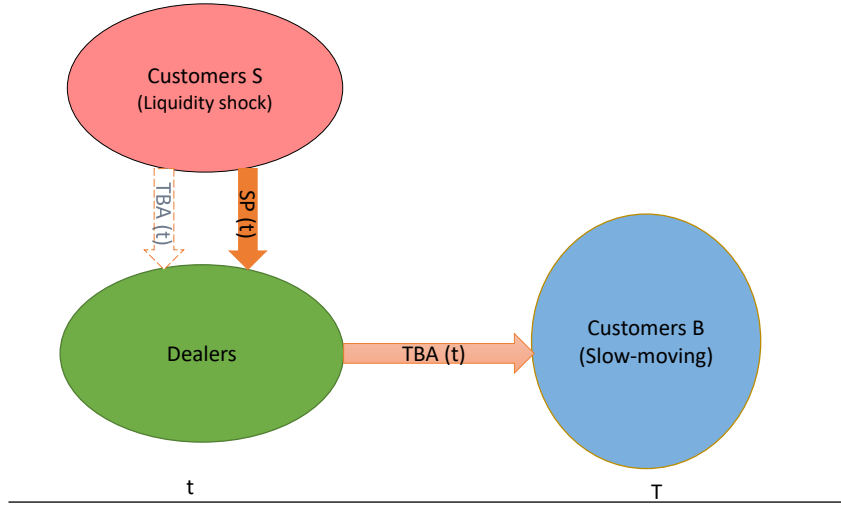 Customers S
(Liquidity shock)
TBA (t)
SP (t)
Dealers
TBA (t)
Customers B
(Slow-moving)
t
T